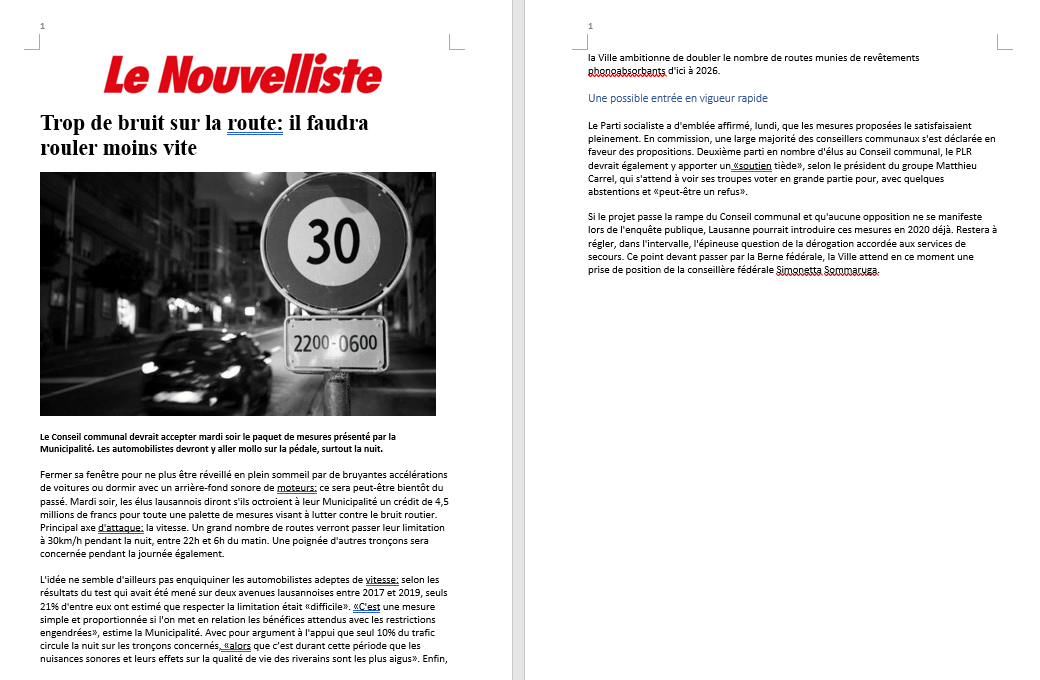 1
Le Nouvelliste
Trop de bruit sur la route: il faudra
rouler moins vite
30
2200-0600
Le Conseil communal devrait accepter mardi soir le paquet de mesures présenté par la
Municipalité. Les automobilistes devront y aller mollo sur la pédale, surtout la nuit.
Fermer sa fenêtre pour ne plus être réveillé en plein sommeil par de bruyantes accélérations
de voitures ou dormir avec un arrière-fond sonore de moteurs: ce sera peut-être bientôt du
passé. Mardi soir, les élus lausannois diront s'ils octroient à leur Municipalité un crédit de 4,5
millions de francs pour toute une palette de mesures visant à lutter contre le bruit routier.
Principal axe d'attaque: la vitesse. Un grand nombre de routes verront passer leur limitation
à 30km/h pendant la nuit, entre 22h et 6h du matin. Une poignée d'autres tronçons sera
concernée pendant la journée également.
L'idée ne semble d'ailleurs pas enquiquiner les automobilistes adeptes de vitesse: selon les
résultats du test qui avait été mené sur deux avenues lausannoises entre 2017 et 2019, seuls
21% d'entre eux ont estimé que respecter la limitation était «difficile». «C'est une mesure
simple et proportionnée si l'on met en relation les bénéfices attendus avec les restrictions
engendrées», estime la Municipalité. Avec pour argument à l'appui que seul 10% du trafic
circule la nuit sur les tronçons concernés, «alors que c'est durant cette période que les
nuisances sonores et leurs effets sur la qualité de vie des riverains sont les plus aigus». Enfin,
1
la Ville ambitionne de doubler le nombre de routes munies de revêtements
phonoabsorbants d'ici à 2026.
Une possible entrée en vigueur rapide
Le Parti socialiste a d'emblée affirmé, lundi, que les mesures proposées le satisfaisaient
pleinement. En commission, une large majorité des conseillers communaux s'est déclarée en
faveur des propositions. Deuxième parti en nombre d'élus au Conseil communal, le PLR
devrait également y apporter un «soutien tiède», selon le président du groupe Matthieu
Carrel, qui s'attend à voir ses troupes voter en grande partie pour, avec quelques
abstentions et «peut-être un refus».
Si le projet passe la rampe du Conseil communal et qu'aucune opposition ne se manifeste
lors de l'enquête publique, Lausanne pourrait introduire ces mesures en 2020 déjà. Restera à
régler, dans l'intervalle, l'épineuse question de la dérogation accordée aux services de
secours. Ce point devant passer par la Berne fédérale, la Ville attend en ce moment une
prise de position de la conseillère fédérale Simonetta Sommaruga.